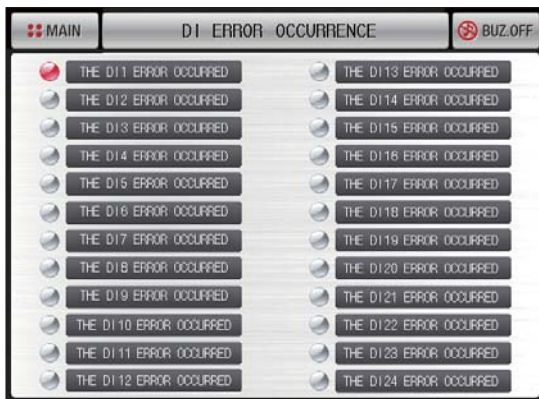 MAIN
DI ERROR OCCURRENCE
BUZ.OFF
THE DI1 ERROR OCCURRED
THE DI2 ERROR OCCURRED
THE DI3 ERROR OCCURRED
THE DI4 ERROR OCCURRED
THE DI5 ERROR OCCURRED
THE DI6 ERROR OCCURRED
THE DI7 ERROR OCCURRED
THE DI8 ERROR OCCURRED
THE DI9 ERROR OCCURRED
THE DI10 ERROR OCCURRED
THE DI11 ERROR OCCURRED
THE DI12 ERROR OCCURRED
THE DI13 ERROR OCCURRED
THE DI14 ERROR OCCURRED
THE DI15 ERROR OCCURRED
THE DI16 ERROR OCCURRED
THE DI17 ERROR OCCURRED
THE DI18 ERROR OCCURRED
THE DI19 ERROR OCCURRED
THE DI20 ERROR OCCURRED
THE DI21 ERROR OCCURRED
THE DI22 ERROR OCCURRED
THE DI23 ERROR OCCURRED
THE DI24 ERROR OCCURRED